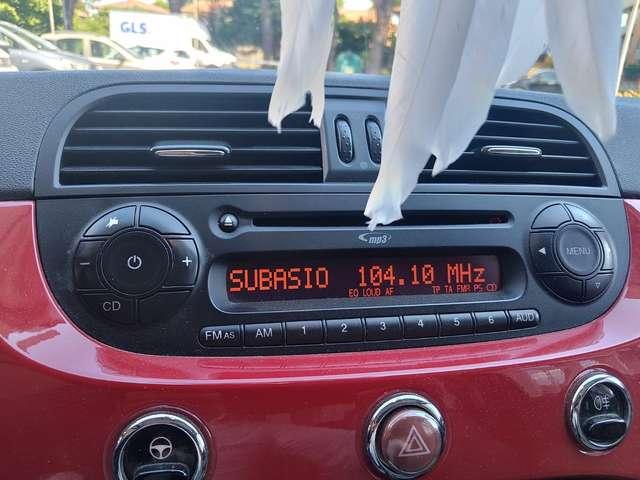 GLS
mp3
SUBASIO 104.10 MHz
EQ LOUD AF TP TA FMR PS CD
- + CD
MENU
FM AS AM 1 2 3 4 5 6 AUD